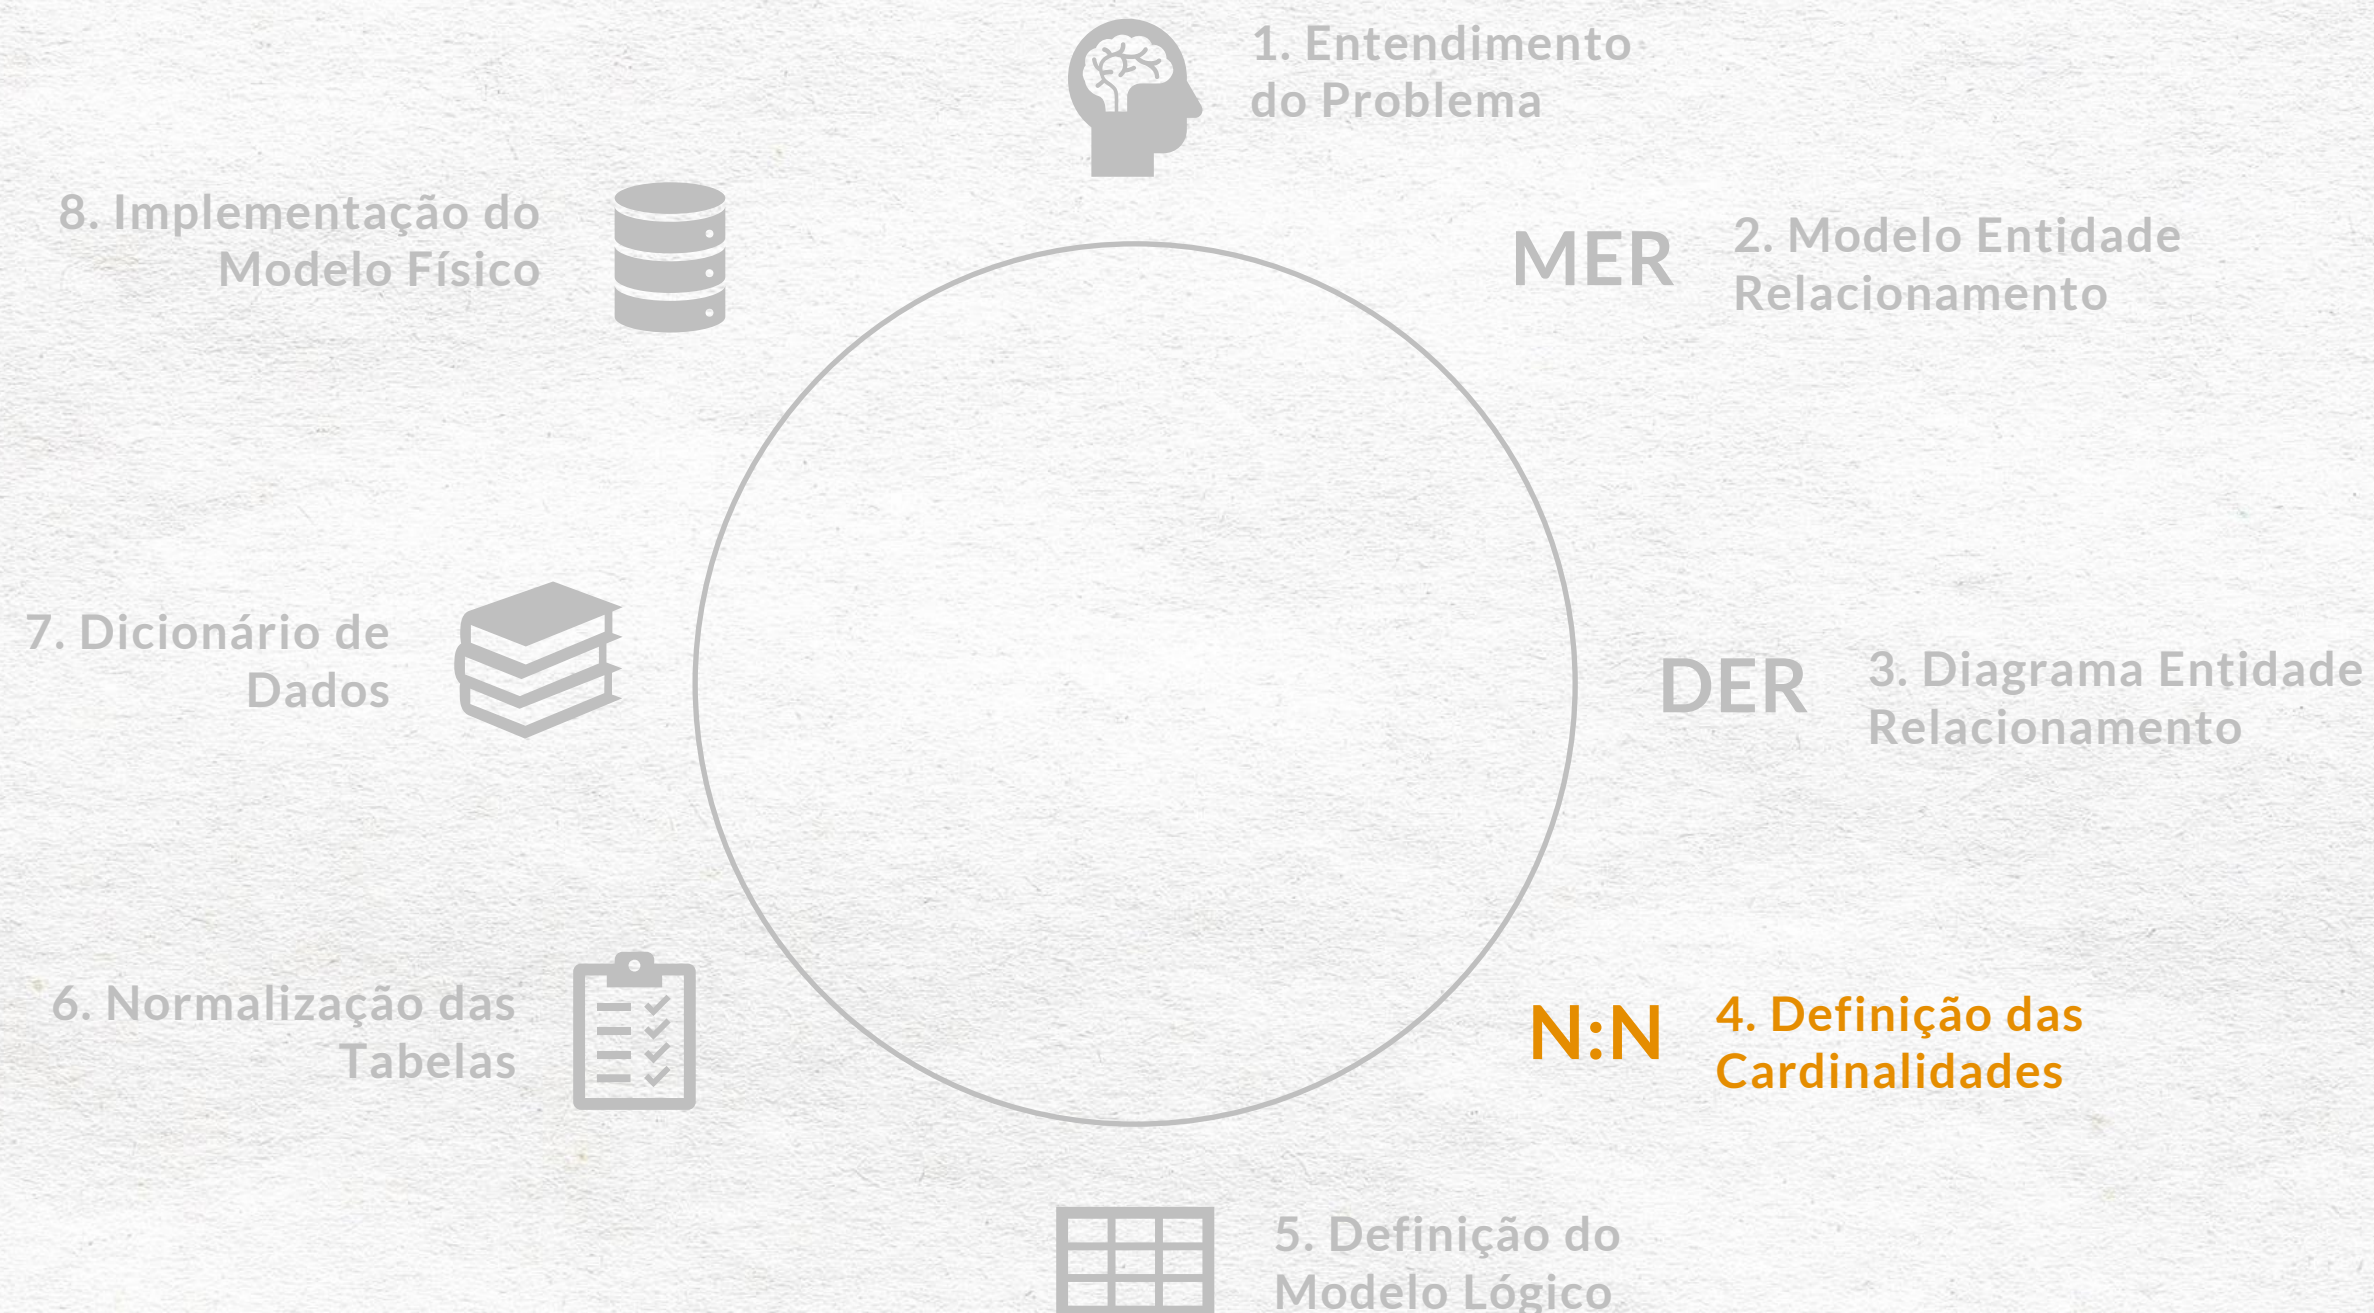 1. Entendimento
do Problema
MER
2. Modelo Entidade
Relacionamento
DER
3. Diagrama Entidade
Relacionamento
N:N
4. Definição das
Cardinalidades
5. Definição do
Modelo Lógico
6. Normalização das
Tabelas
7. Dicionário de
Dados
8. Implementação do
Modelo Físico